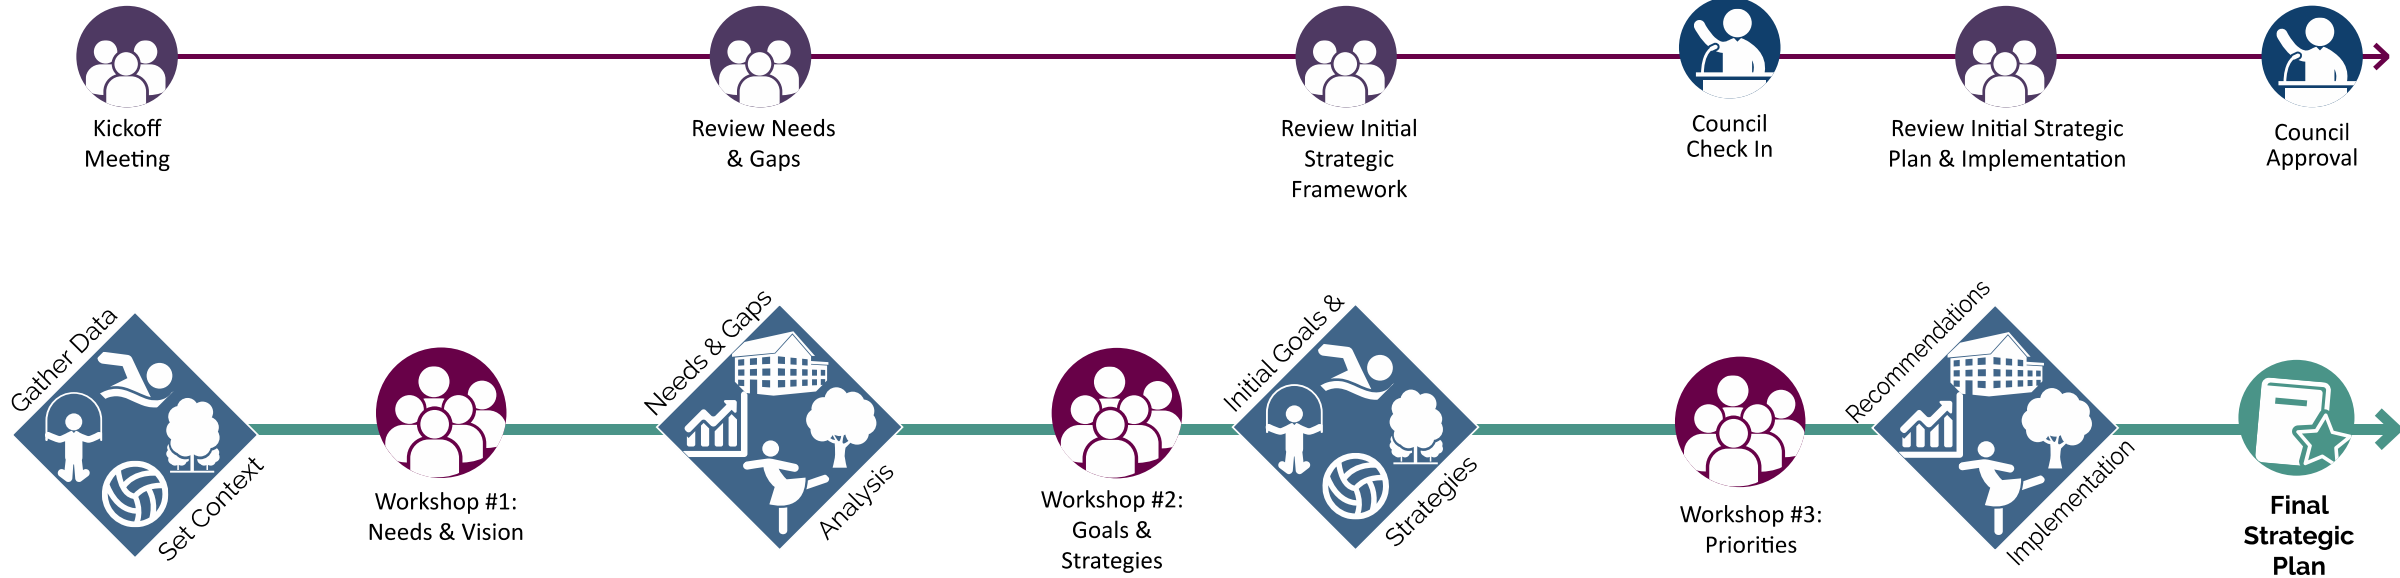 Kickoff
Meeting
Review Needs
& Gaps
Review Initial
Strategic
Framework
Council
Check In
Review Initial Strategic
Plan & Implementation
Council
Approval
Gather Data
Set Context
Workshop #1:
Needs & Vision
Needs & Gaps
Analysis
Workshop #2:
Goals &
Strategies
Initial Goals &
Strategies
Workshop #3:
Priorities
Recommendations
Implementation
Final
Strategic
Plan